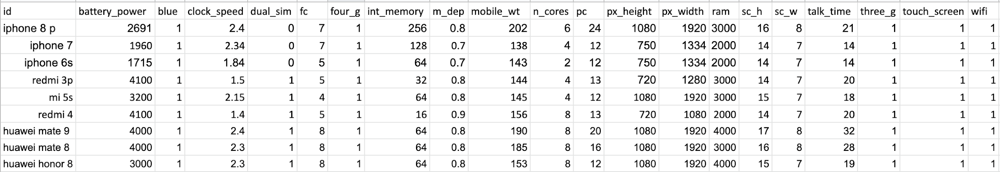 id battery_power blue clock_speed dual_sim fc four_g int_memory m_dep mobile_wt n_cores pc px_height px_width ram sc_h sc_w talk_time three_g touch_screen wifi
iphone 8 p 2691 1 2.4 0 7 1 256 0.8 202 6 24 1080 1920 3000 16 8 21 1 1 1
iphone 7 1960 1 2.34 0 7 1 128 0.7 138 4 12 750 1334 2000 14 7 14 1 1 1
iphone 6s 1715 1 1.84 0 5 1 64 0.7 143 2 12 750 1334 2000 14 7 14 1 1 1
redmi 3p 4100 1 1.5 1 5 1 32 0.8 144 4 13 720 1280 3000 14 7 20 1 1 1
mi 5s 3200 1 2.15 1 4 1 64 0.8 145 4 12 1080 1920 3000 15 7 18 1 1 1
redmi 4 4100 1 1.4 1 5 1 16 0.9 156 8 13 720 1080 2000 14 7 20 1 1 1
huawei mate 9 4000 1 2.4 1 8 1 64 0.8 190 8 20 1080 1920 4000 17 8 32 1 1 1
huawei mate 8 4000 1 2.3 1 8 1 64 0.8 185 8 16 1080 1920 3000 16 8 28 1 1 1
huawei honor 8 3000 1 2.3 1 8 1 64 0.8 153 8 12 1080 1920 4000 15 7 19 1 1 1